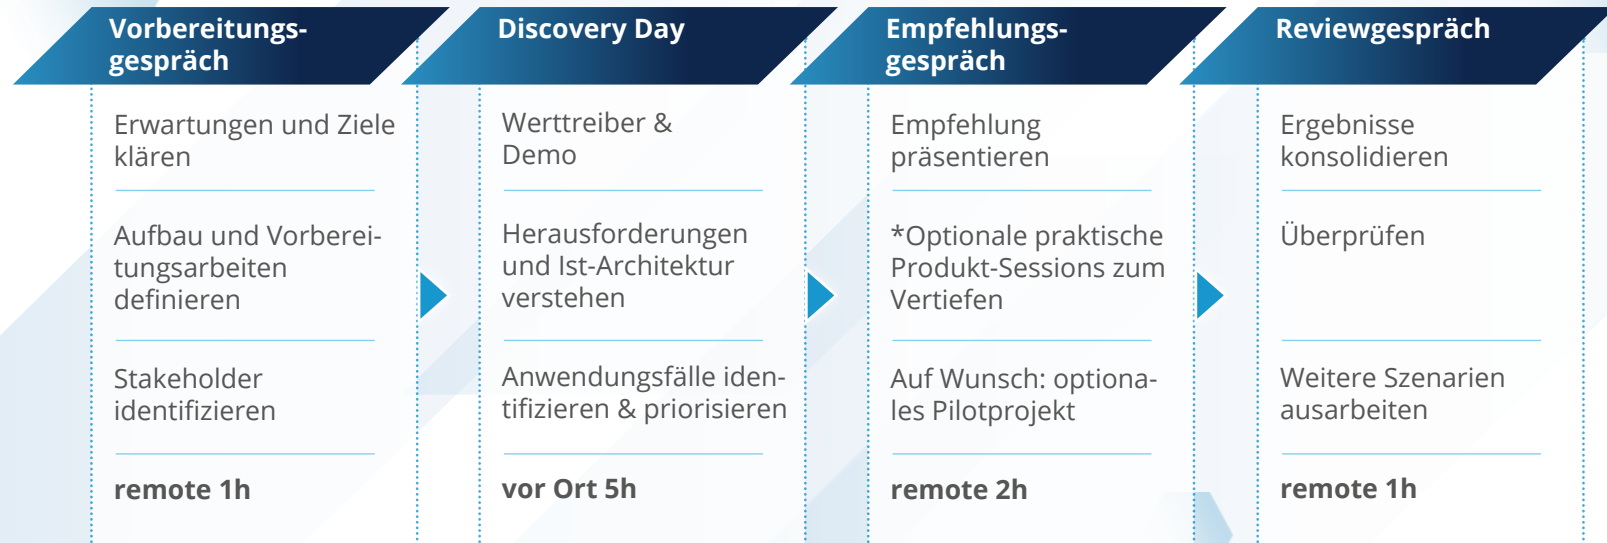 Vorbereitungs-
gespräch
Erwartungen und Ziele
klären
Aufbau und Vorberei-
tungsarbeiten
definieren
Stakeholder
identifizieren
remote 1h
Discovery Day
Werttreiber &
Demo
Herausforderungen
und Ist-Architektur
verstehen
Anwendungsfälle iden-
tifizieren & priorisieren
vor Ort 5h
Empfehlungs-
gespräch
Empfehlung
präsentieren
*Optionale praktische
Produkt-Sessions zum
Vertiefen
Auf Wunsch: optiona-
les Pilotprojekt
remote 2h
Reviewgespräch
Ergebnisse
konsolidieren
Überprüfen
Weitere Szenarien
ausarbeiten
remote 1h